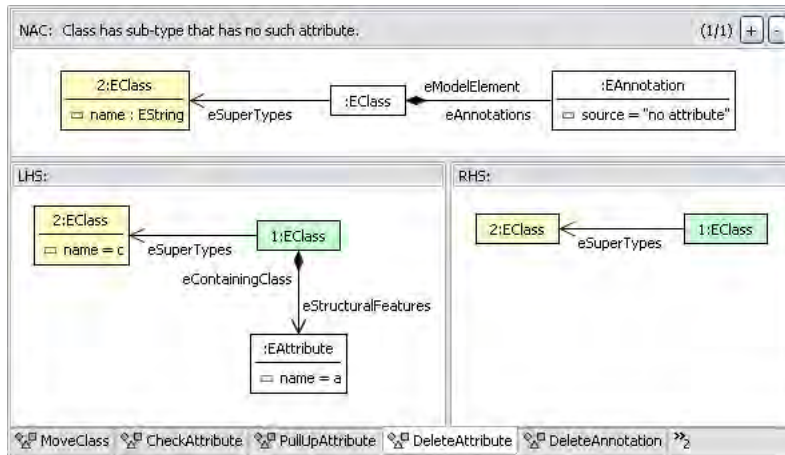 NAC: Class has sub-type that has no such attribute. (1/1) + -
2:EClass
name : EString
eSuperTypes
:EClass
eModelElement
eAnnotations
:EAnnotation
source = "no attribute"
LHS:
2:EClass
name = c
eSuperTypes
1:EClass
eContainingClass
eStructuralFeatures
:EAttribute
name = a
RHS:
2:EClass
eSuperTypes
1:EClass
MoveClass CheckAttribute PullUpAttribute DeleteAttribute DeleteAnnotation »2